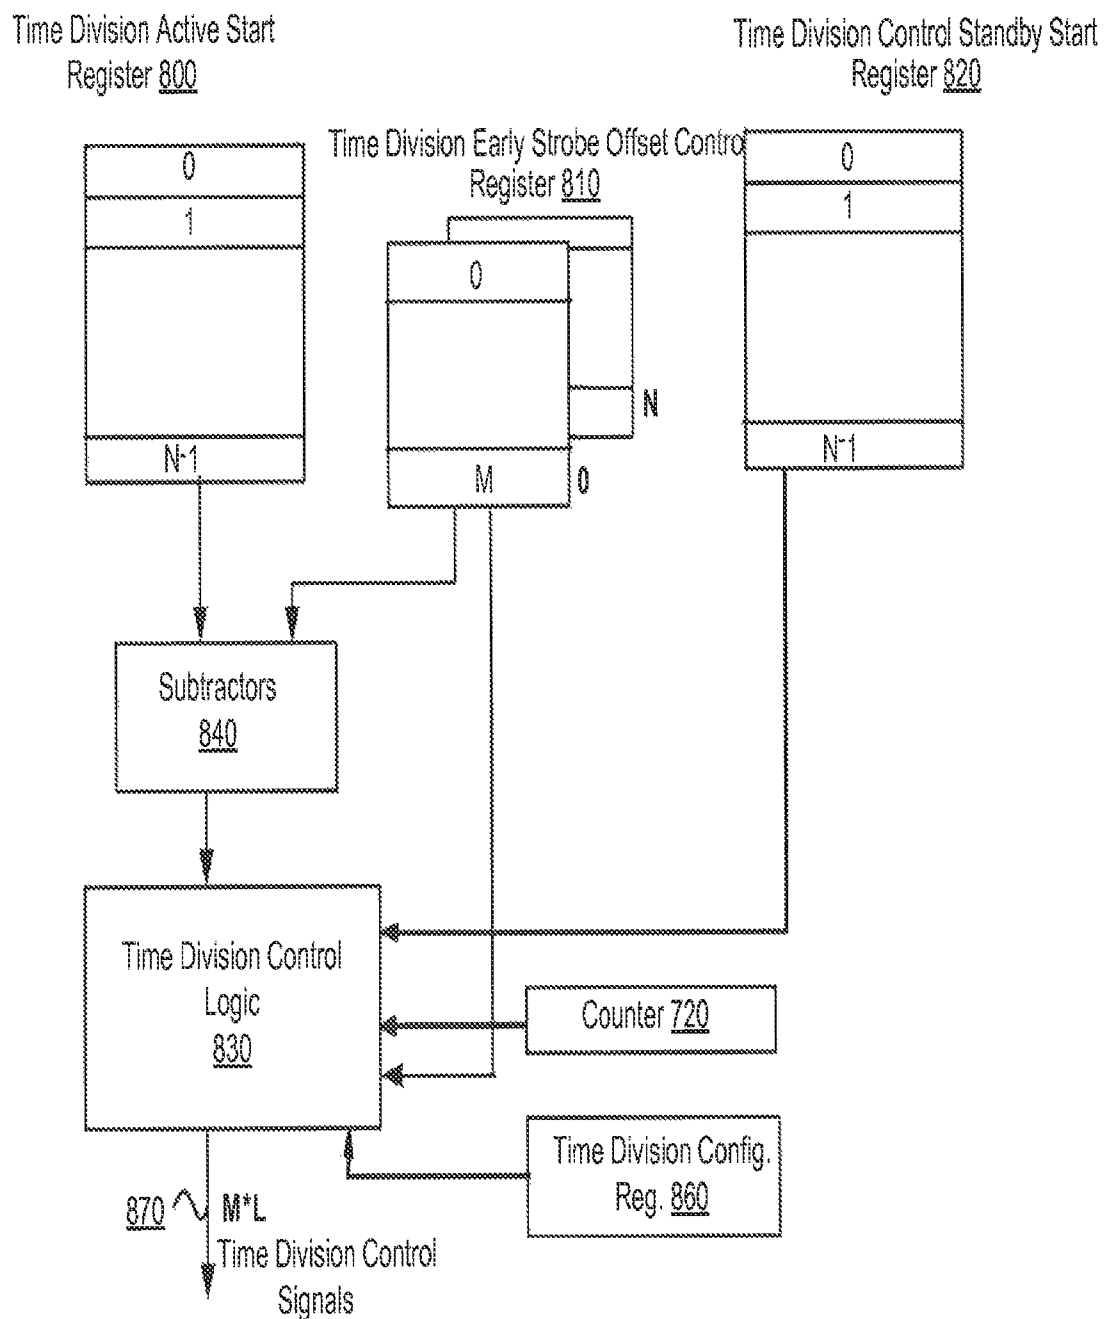 Time Division Active Start
Register 800
Time Division Control Standby Start
Register 820
Time Division Early Strobe Offset Control
Register 810
0
1
N-1
0
M
N
0
0
1
N-1
Subtractors
840
Time Division Control
Logic
830
Counter 720
Time Division Config.
Reg. 860
870
M*L
Time Division Control
Signals